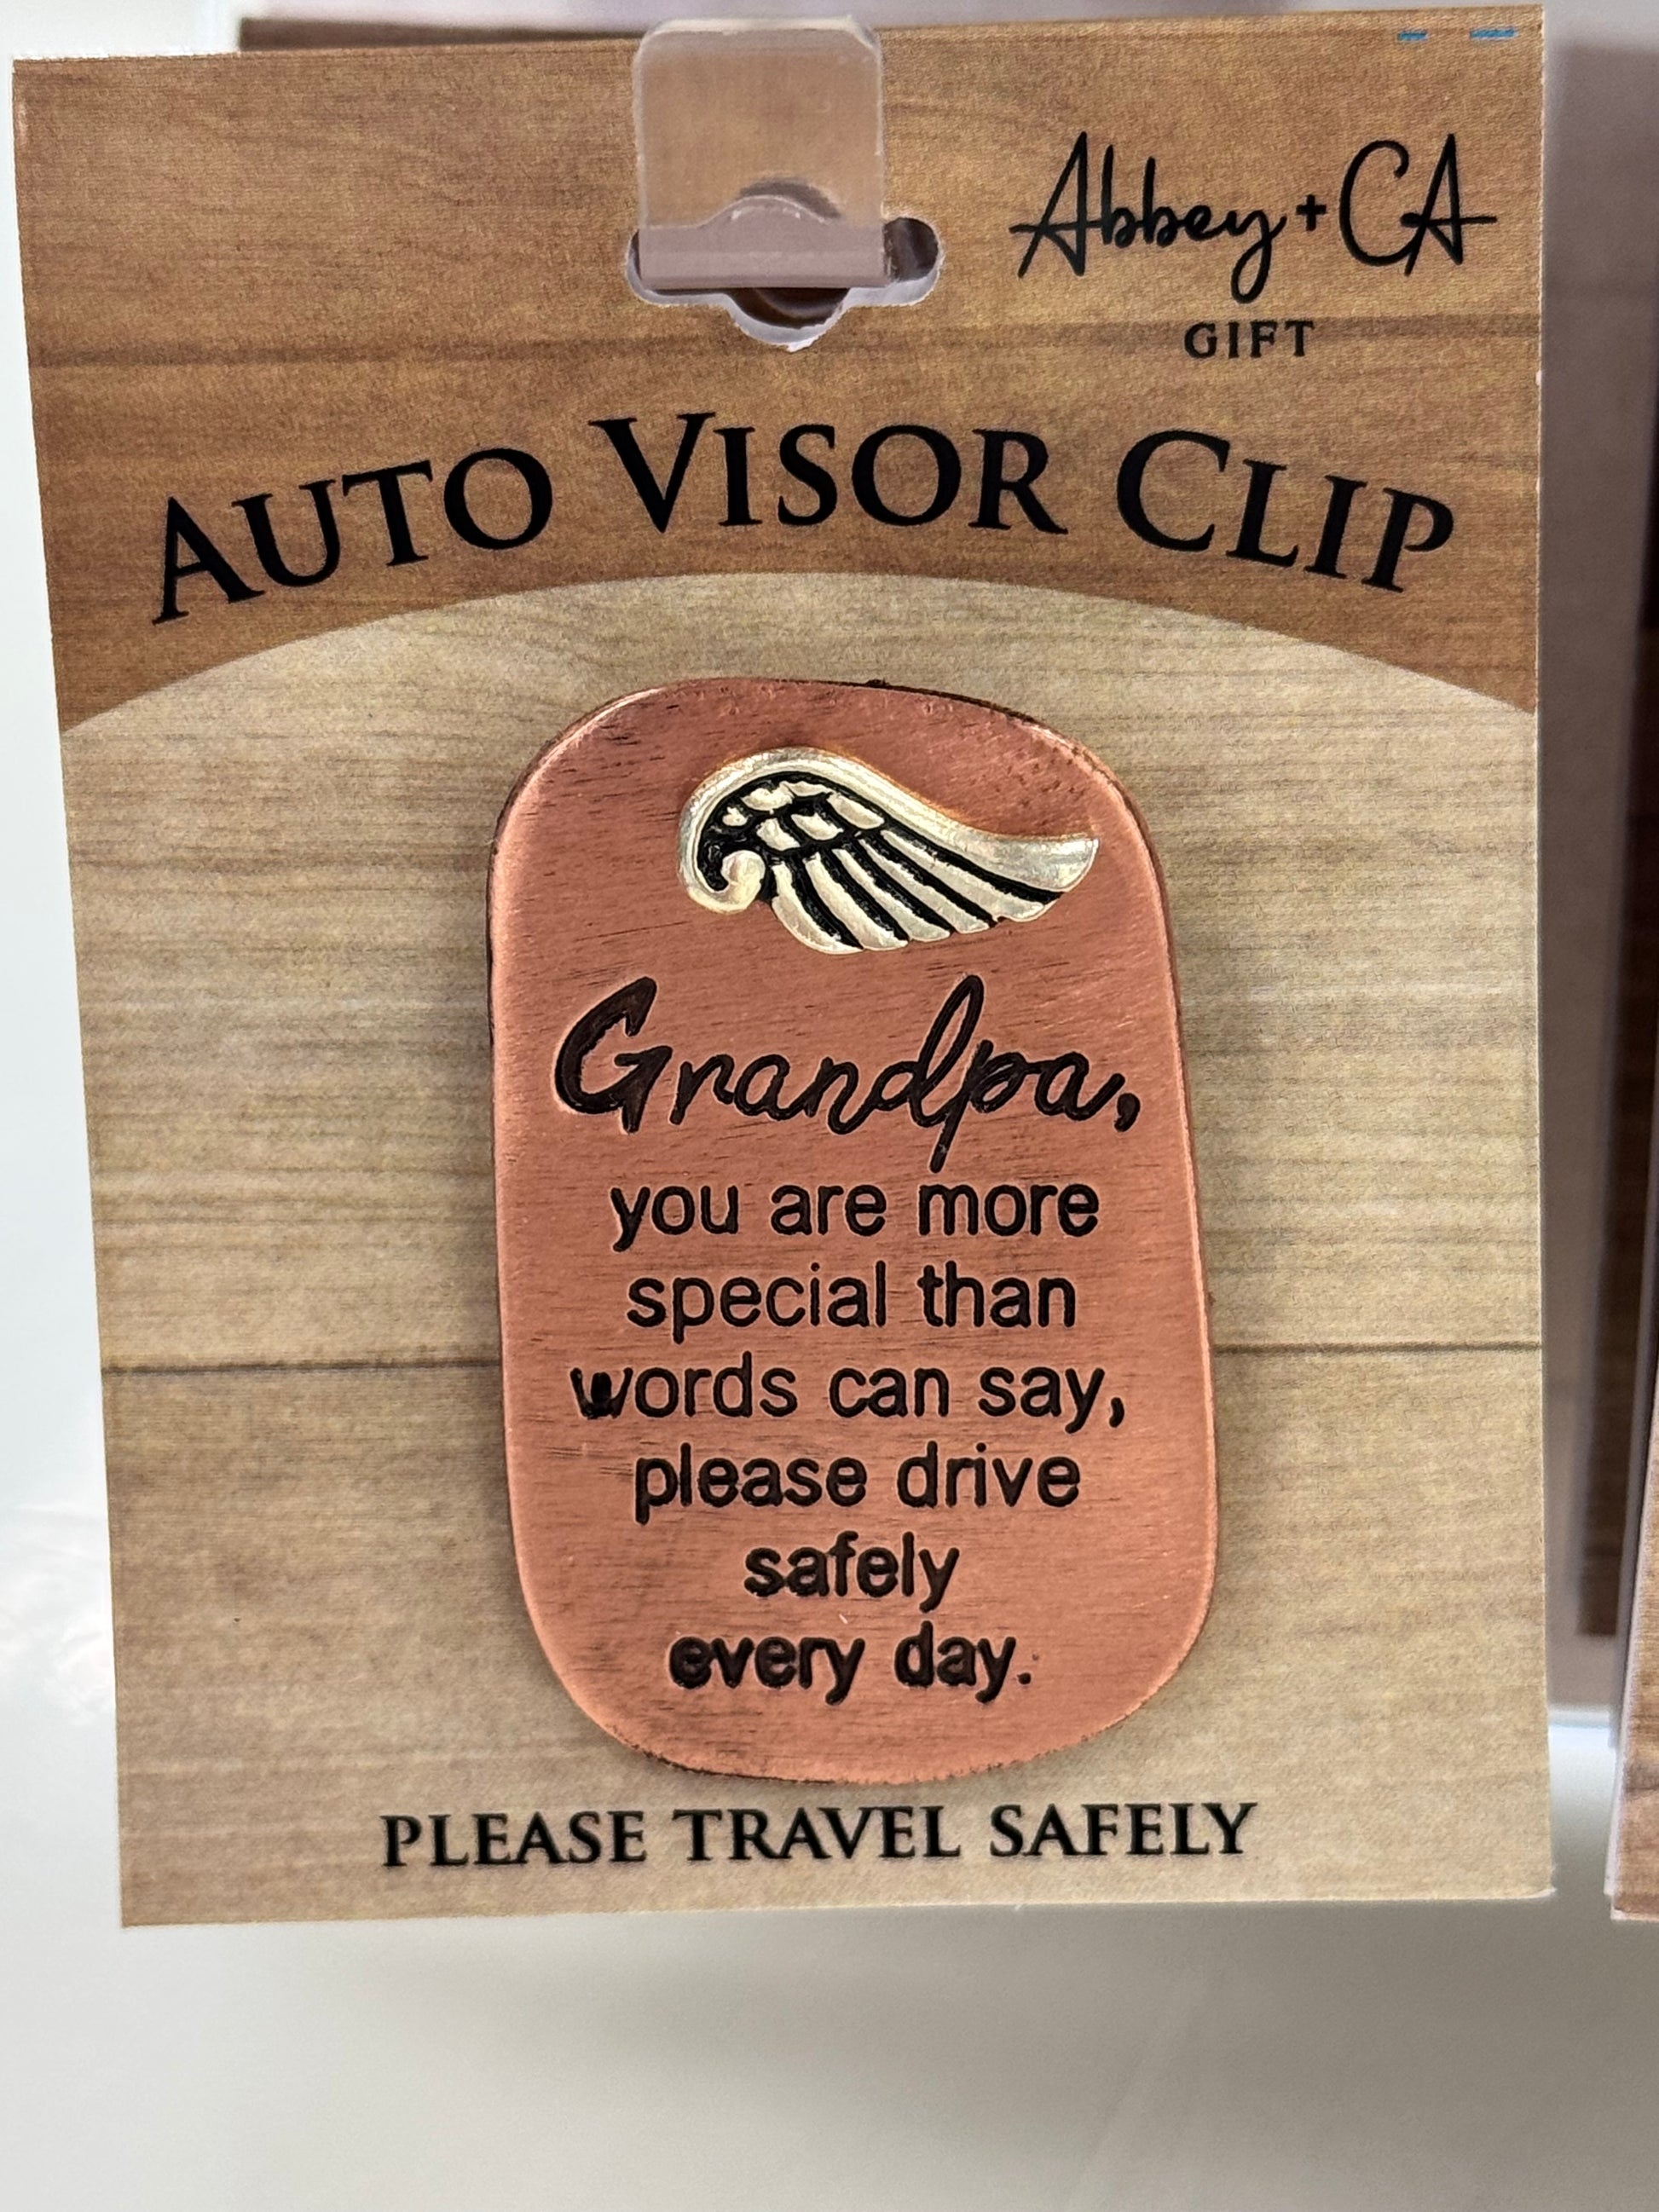 Abbey + CA
GIFT
AUTO VISOR CLIP
Grandpa,
you are more
special than
words can say,
please drive
safely
every day.
PLEASE TRAVEL SAFELY